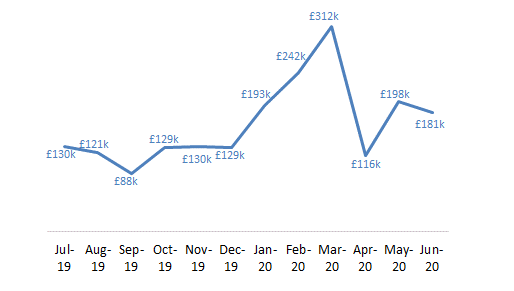 £312k
£242k
£193k
£198k
£181k
£130k
£121k
£129k
£130k
£129k
£116k
£88k
Jul- Aug- Sep- Oct- Nov- Dec- Jan- Feb- Mar- Apr- May- Jun-
19 19 19 19 19 19 20 20 20 20 20 20